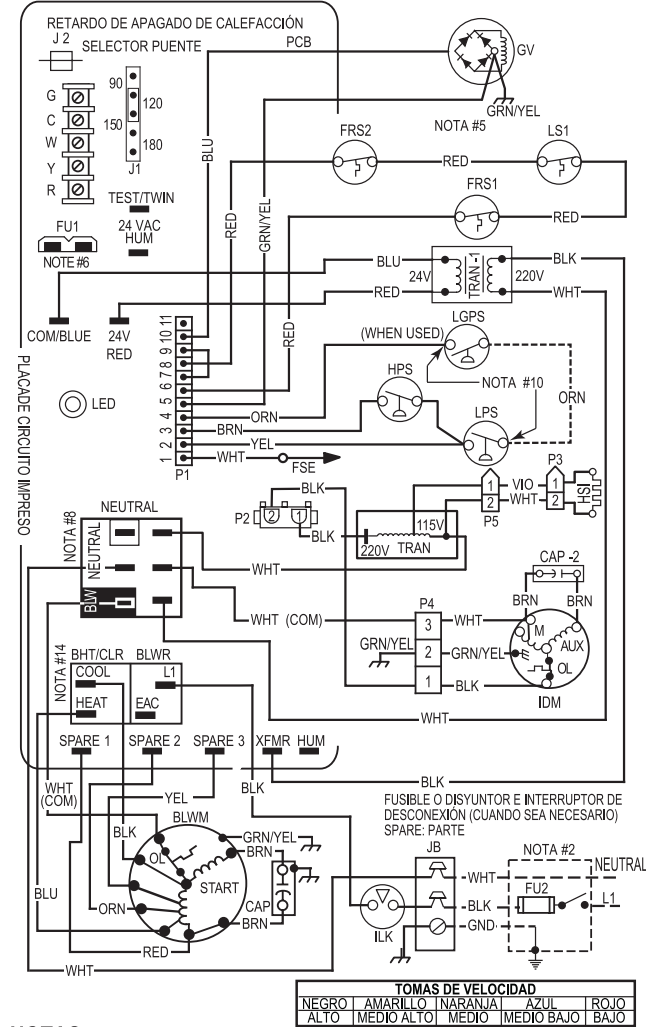 RETARDO DE APAGADO DE CALEFACCIÓN
J 2
SELECTOR PUENTE
PCB
GV
90
120
150
180
J1
G
C
W
Y
R
GRN/YEL
NOTA #5
FRS2
LS1
RED
FRS1
RED
BLU
RED
GRN/YEL
RED
TEST/TWIN
24 VAC
HUM
FU1
NOTE #6
BLU
24V
TRAN-1
220V
BLK
RED
WHT
COM/BLUE
24V
RED
LED
PLACADE CIRCUITO IMPRESO
11
10
9
8
7
6
5
4
3
2
1
P1
(WHEN USED)
LGPS
HPS
NOTA #10
ORN
LPS
ORN
BRN
YEL
WHT
FSE
BLK
P2
2
1
BLK
220V
115V
TRAN
1
2
P5
VIO
WHT
P3
1
2
HSI
NOTA #8
NEUTRAL
NEUTRAL
BLW
WHT
WHT (COM)
CAP -2
BRN
BRN
P4
3
2
1
WHT
GRN/YEL
GRN/YEL
BLK
M
AUX
OL
IDM
WHT
NOTA #14
BHT/CLR
BLWR
COOL
L1
HEAT
EAC
SPARE 1
SPARE 2
SPARE 3
XFMR
HUM
BLK
WHT
(COM)
YEL
BLK
BLK
BLWM
GRN/YEL
BRN
OL
START
CAP
BRN
BLU
ORN
RED
WHT
FUSIBLE O DISYUNTOR E INTERRUPTOR DE
DESCONEXIÓN (CUANDO SEA NECESARIO)
SPARE: PARTE
JB
NOTA #2
WHT
NEUTRAL
FU2
BLK
L1
GND
ILK
TOMAS DE VELOCIDAD
NEGRO AMARILLO NARANJA AZUL ROJO
ALTO MEDIO ALTO MEDIO MEDIO BAJO BAJO